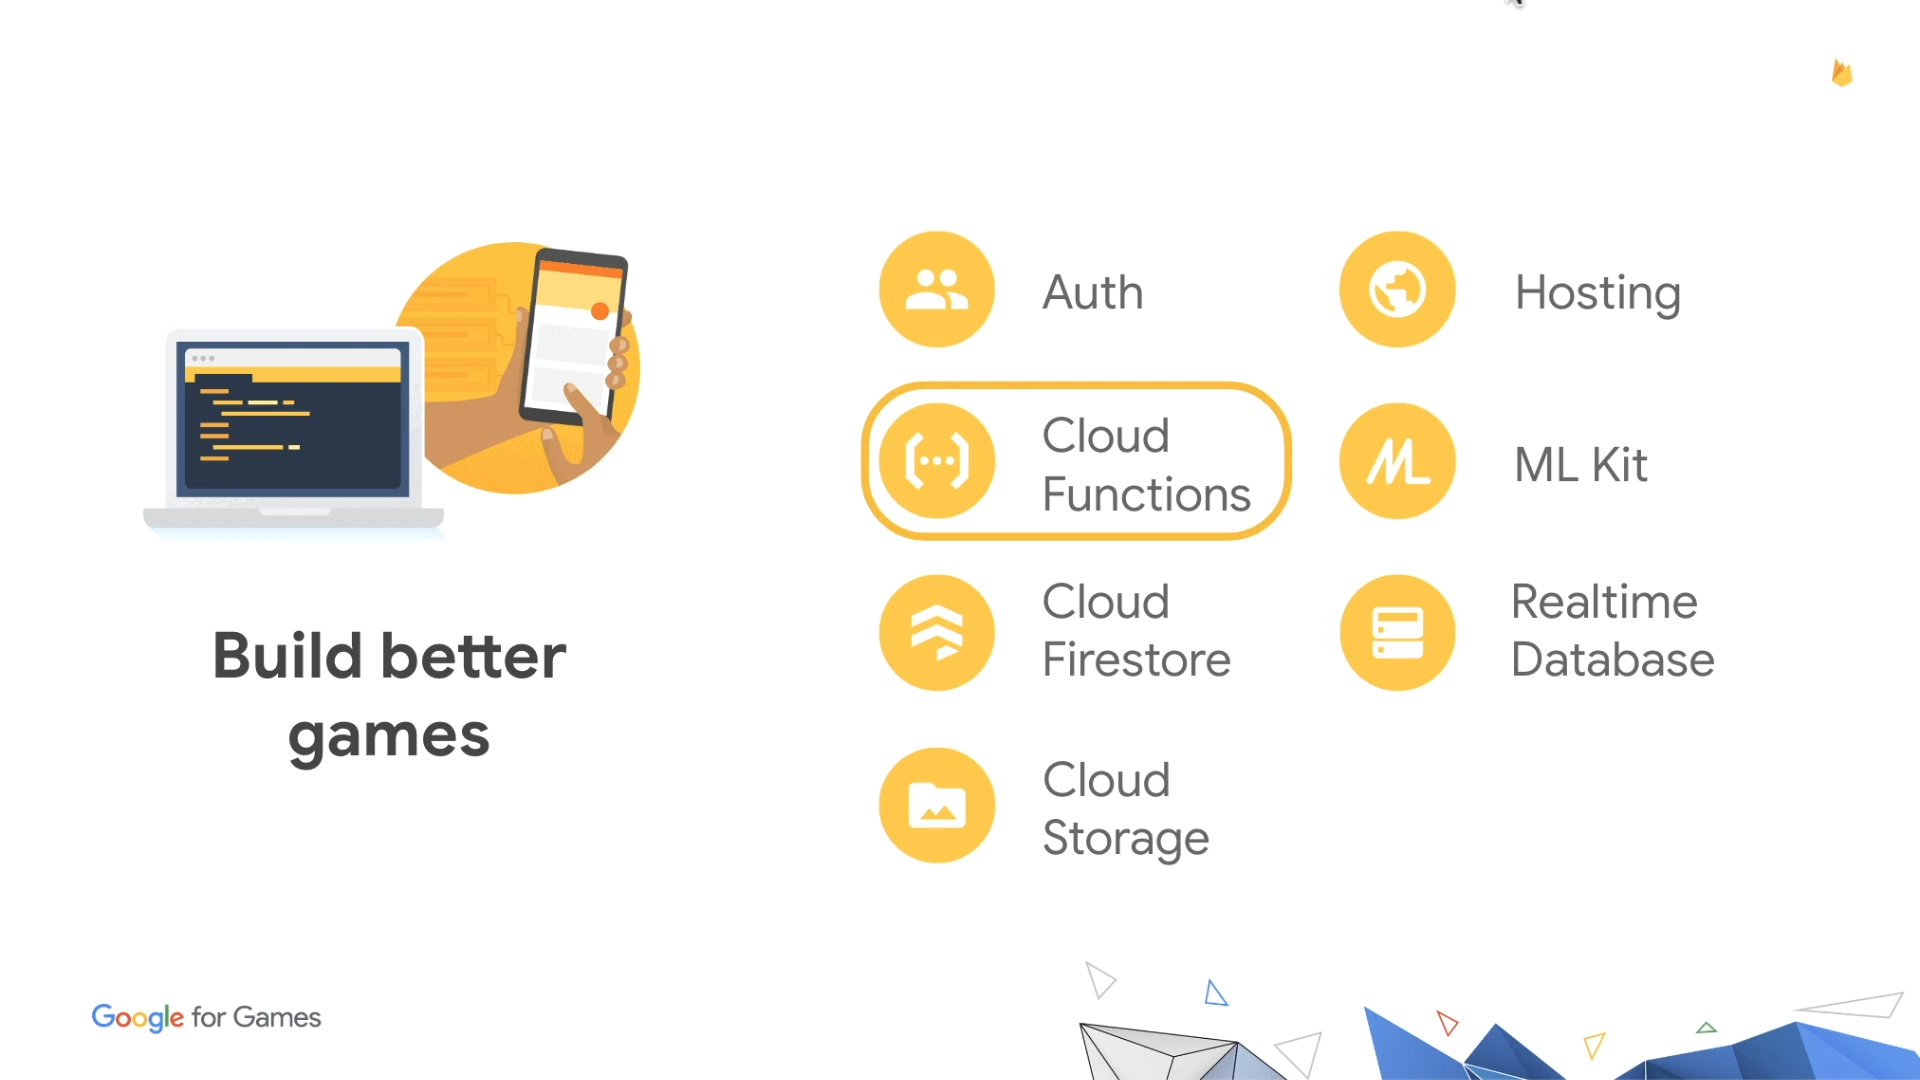 Build better
games
Auth
Cloud
Functions
Cloud
Firestore
Cloud
Storage
Hosting
ML Kit
Realtime
Database
Google for Games